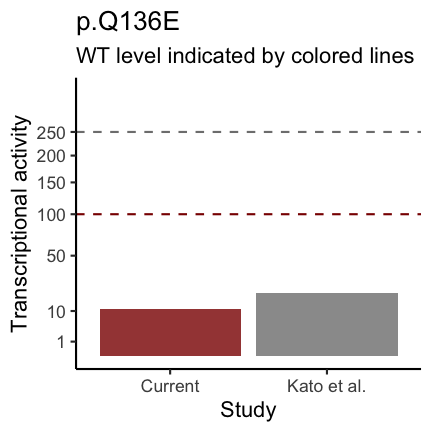 p.Q136E
WT level indicated by colored lines
Transcriptional activity
250
200
150
100
50
10
1
Current
Kato et al.
Study